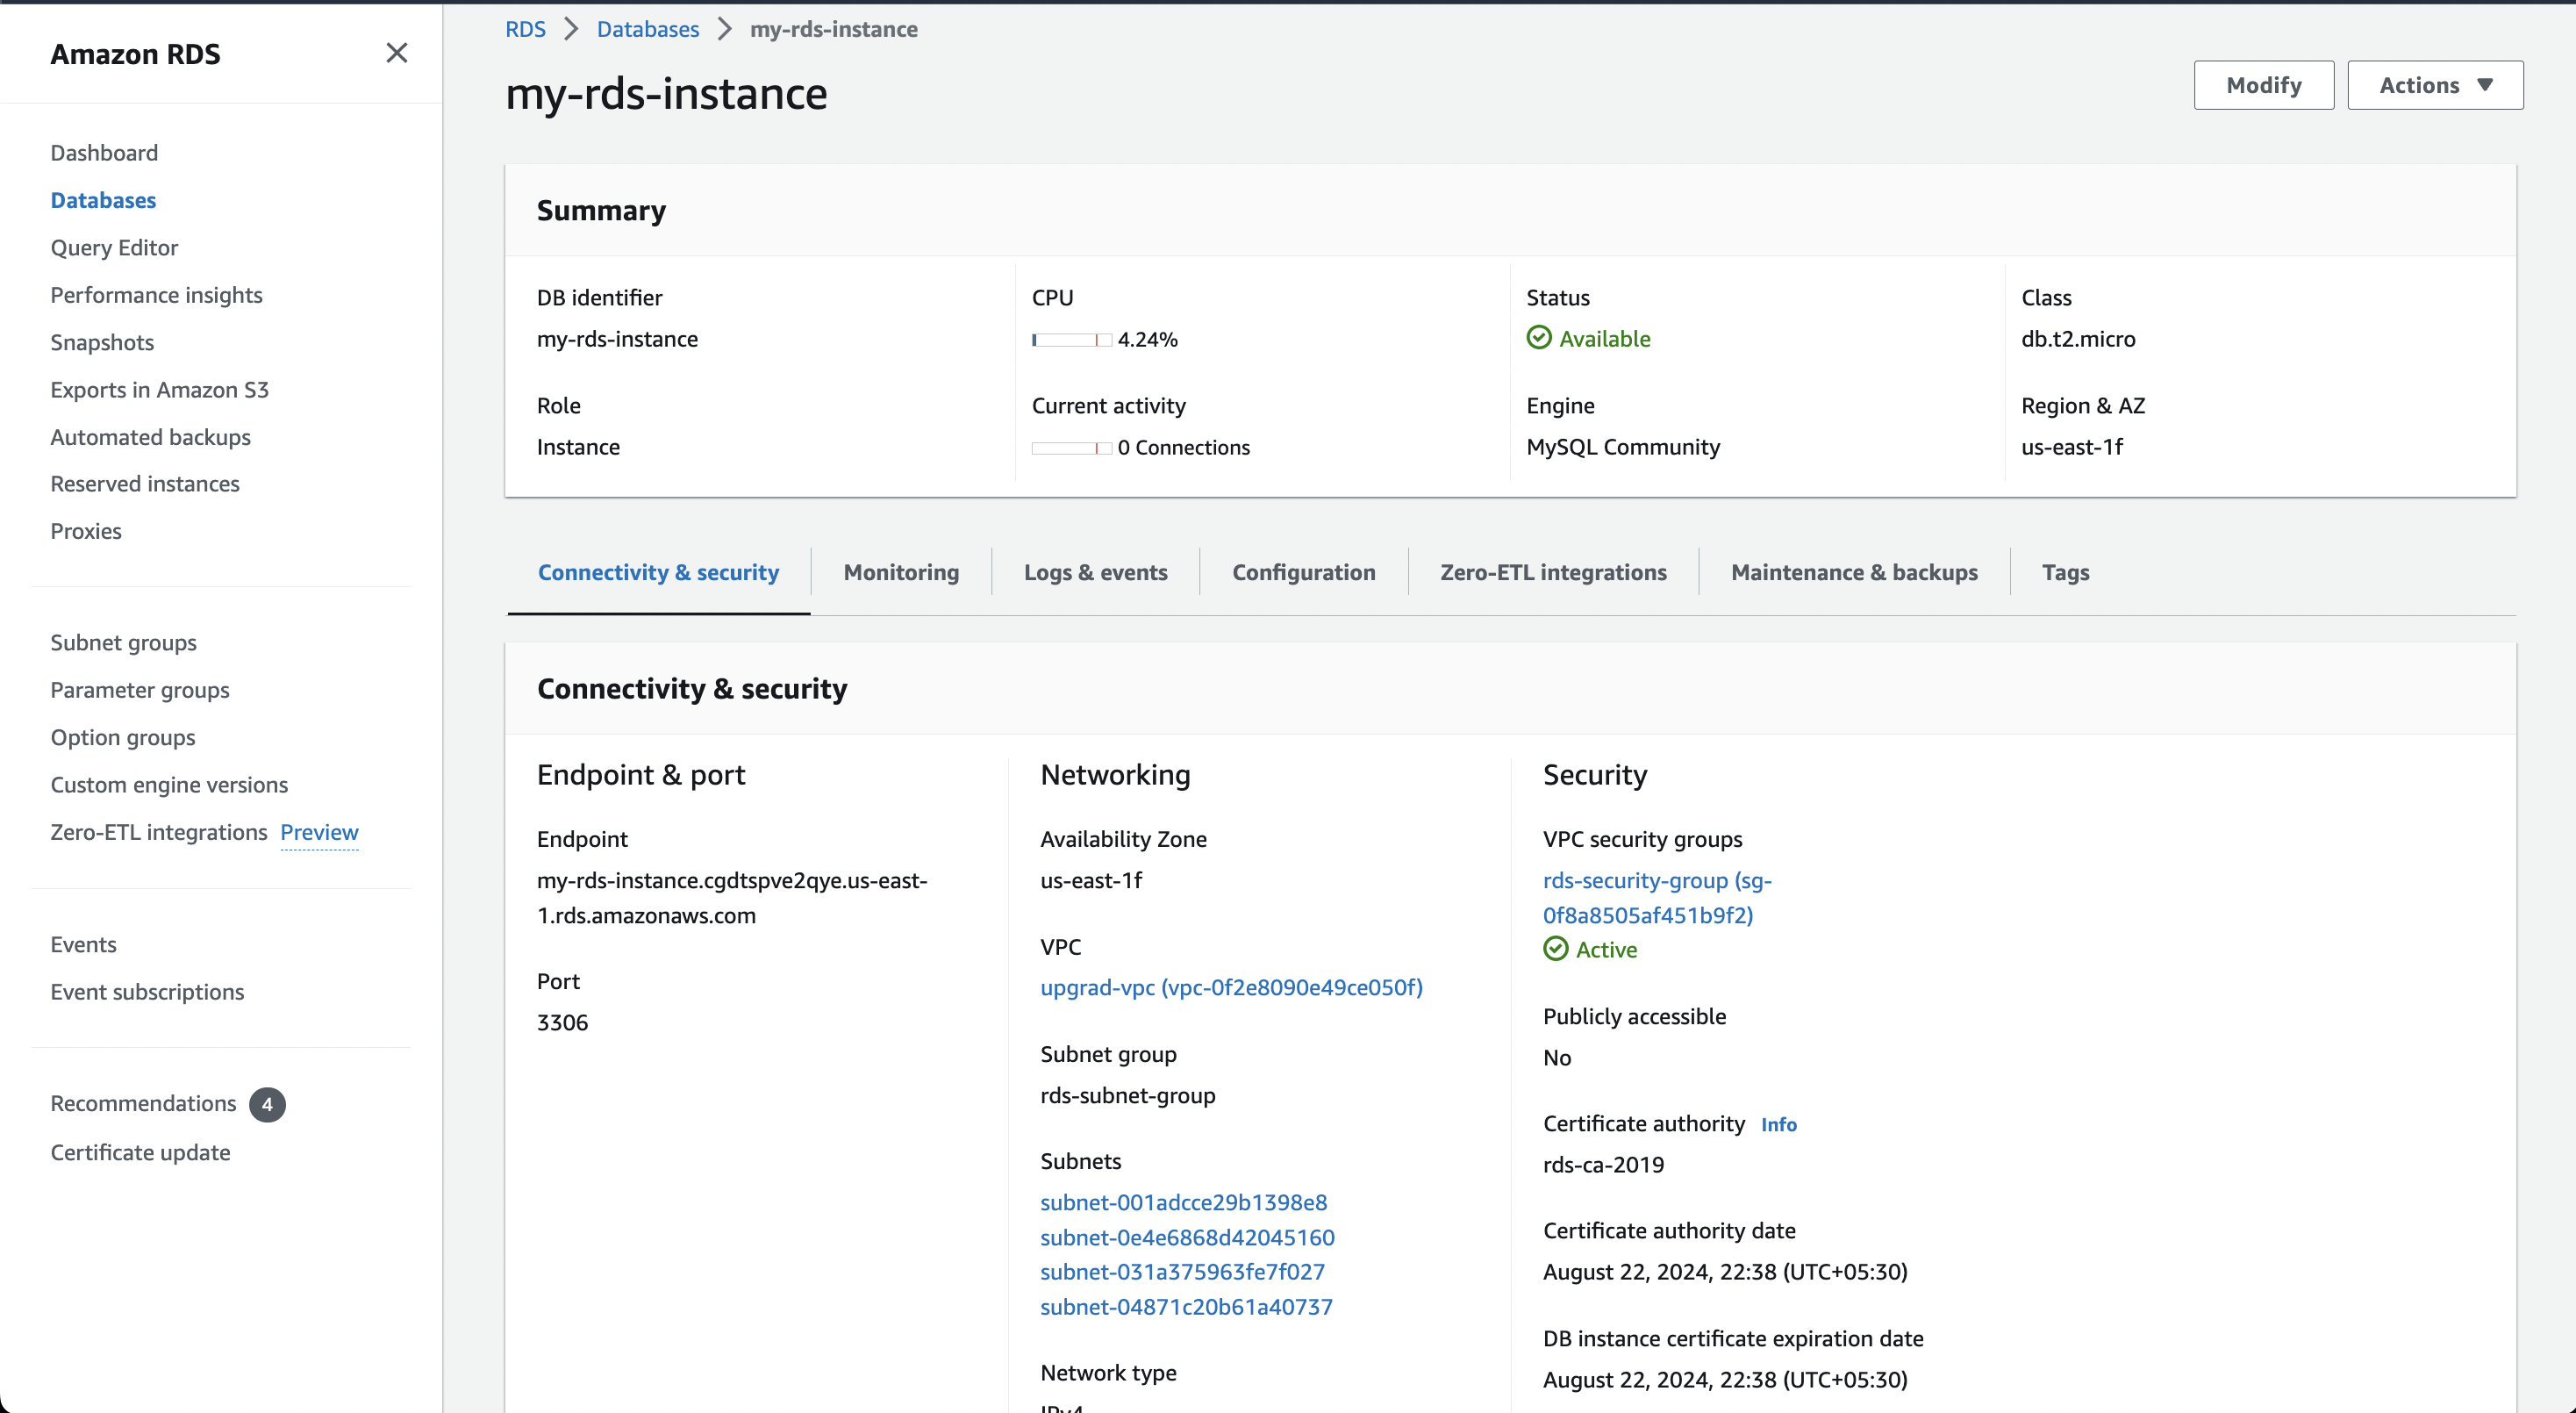 Amazon RDS
Dashboard
Databases
Query Editor
Performance insights
Snapshots
Exports in Amazon S3
Automated backups
Reserved instances
Proxies
Subnet groups
Parameter groups
Option groups
Custom engine versions
Zero-ETL integrations Preview
Events
Event subscriptions
Recommendations 4
Certificate update
RDS > Databases > my-rds-instance
my-rds-instance
Modify
Actions
Summary
DB identifier
my-rds-instance
CPU
4.24%
Status
Available
Class
db.t2.micro
Role
Instance
Current activity
0 Connections
Engine
MySQL Community
Region & AZ
us-east-1f
Connectivity & security
Monitoring
Logs & events
Configuration
Zero-ETL integrations
Maintenance & backups
Tags
Connectivity & security
Endpoint & port
Endpoint
my-rds-instance.cgdtspve2qye.us-east-
1.rds.amazonaws.com
Port
3306
Networking
Availability Zone
us-east-1f
VPC
upgrad-vpc (vpc-0f2e8090e49ce050f)
Subnet group
rds-subnet-group
Subnets
subnet-001adcce29b1398e8
subnet-0e4e6868d42045160
subnet-031a375963fe7f027
subnet-04871c20b61a40737
Network type
IPv4
Security
VPC security groups
rds-security-group (sg-
0f8a8505af451b9f2)
Active
Publicly accessible
No
Certificate authority Info
rds-ca-2019
Certificate authority date
August 22, 2024, 22:38 (UTC+05:30)
DB instance certificate expiration date
August 22, 2024, 22:38 (UTC+05:30)